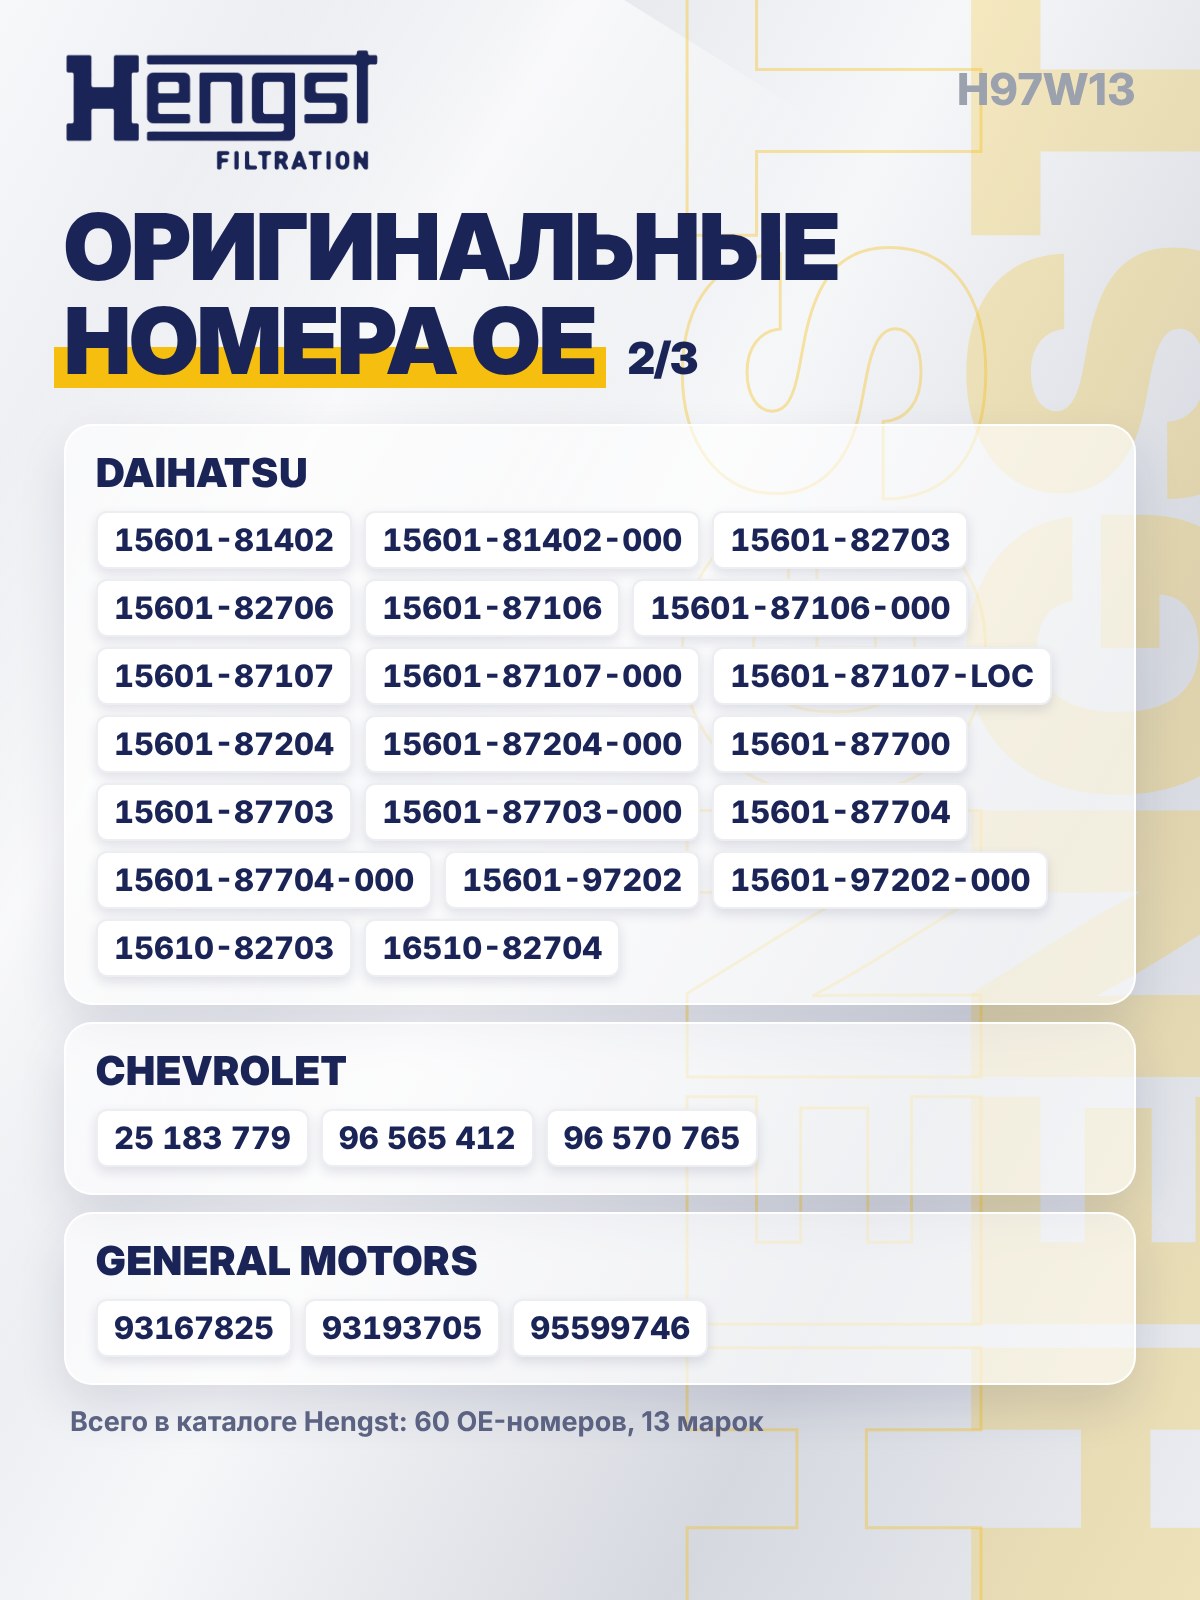 Hengst
FILTRATION
H97W13
ОРИГИНАЛЬНЫЕ
НОМЕРА OE 2/3
DAIHATSU
15601-81402 15601-81402-000 15601-82703
15601-82706 15601-87106 15601-87106-000
15601-87107 15601-87107-000 15601-87107-LOC
15601-87204 15601-87204-000 15601-87700
15601-87703 15601-87703-000 15601-87704
15601-87704-000 15601-97202 15601-97202-000
15610-82703 16510-82704
CHEVROLET
25 183 779 96 565 412 96 570 765
GENERAL MOTORS
93167825 93193705 95599746
Всего в каталоге Hengst: 60 OE-номеров, 13 марок
HENGST
HENGST